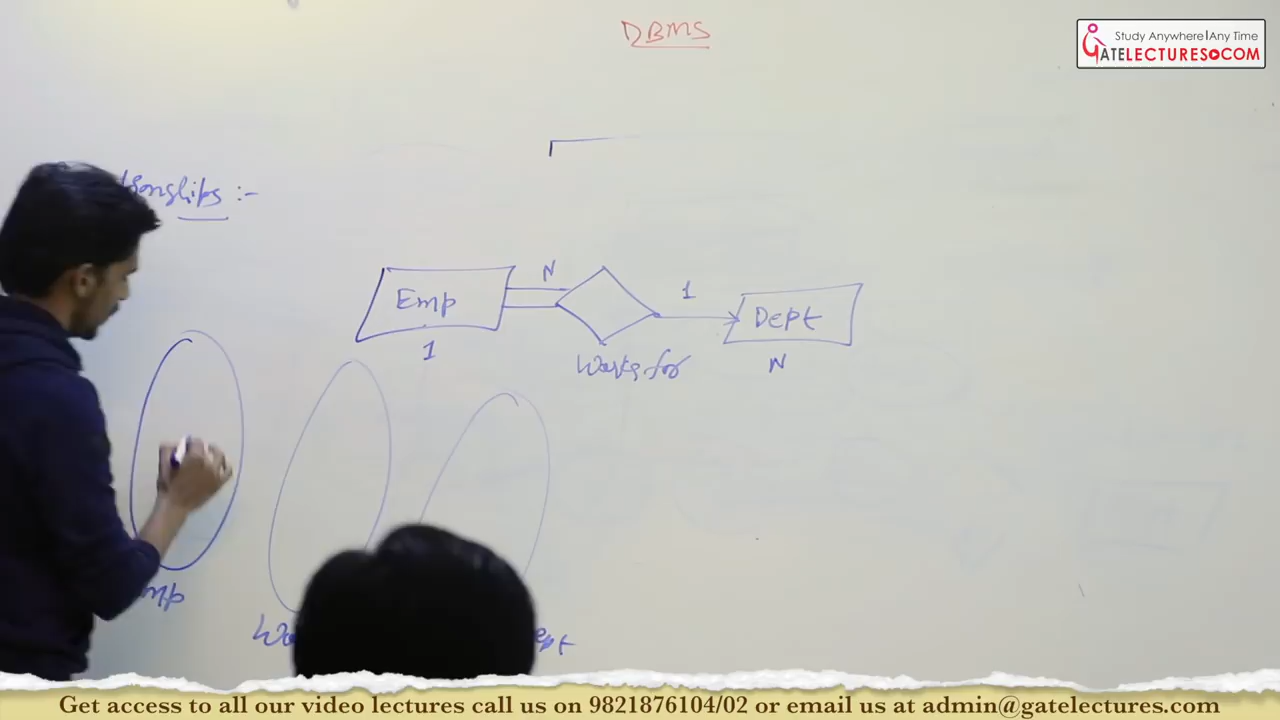 DBMS
Study Anywhere|Any Time
GATELECTURES.COM
:-
N
1
Emp
Dept
1
Works for
N
Get access to all our video lectures call us on 9821876104/02 or email us at admin@gatelectures.com